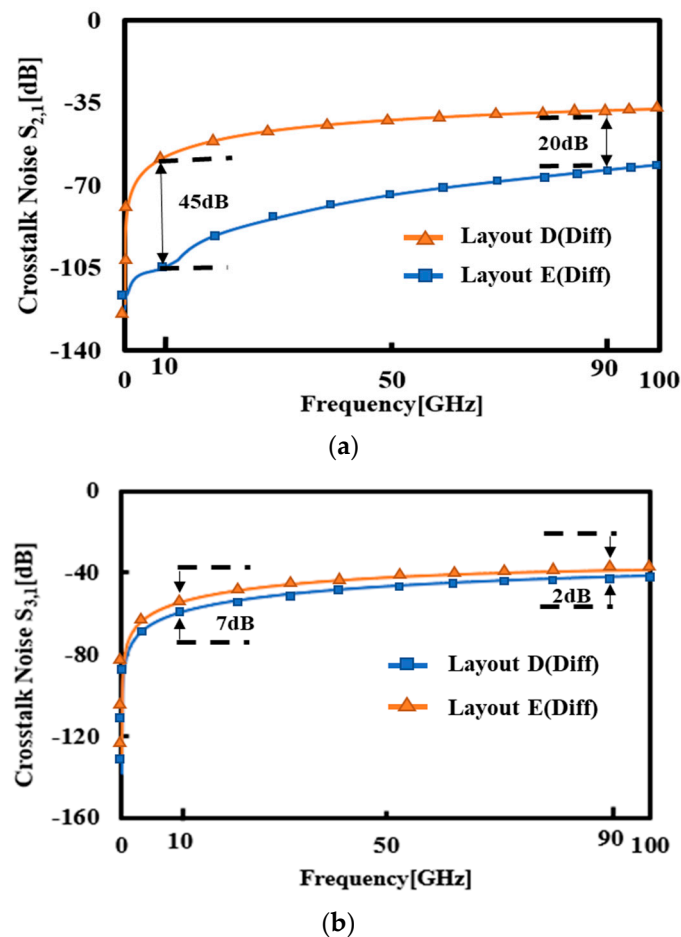 Crosstalk Noise S2,1[dB]
0
-35
-70
-105
-140
45dB
20dB
Layout D(Diff)
Layout E(Diff)
0 10 50 90 100
Frequency[GHz]
(a)
Crosstalk Noise S3,1[dB]
0
-40
-80
-120
-160
7dB
2dB
Layout D(Diff)
Layout E(Diff)
0 10 50 90 100
Frequency[GHz]
(b)